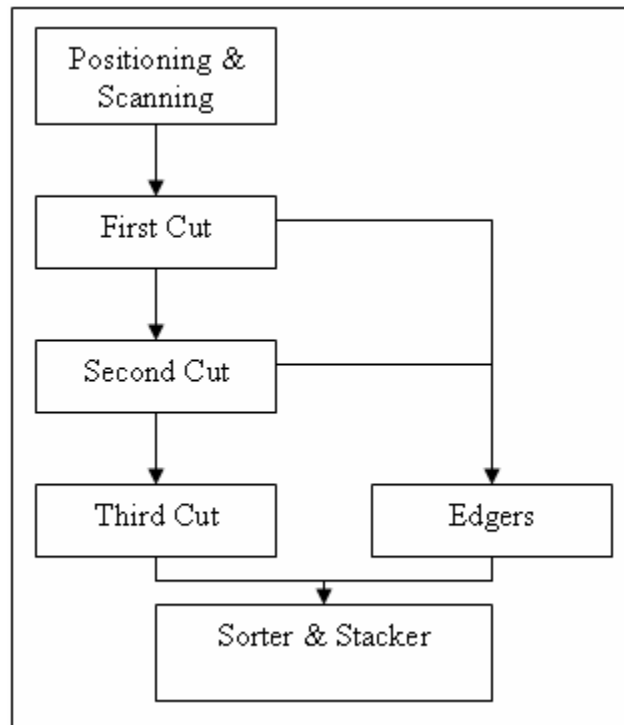 Positioning &
Scanning
First Cut
Second Cut
Third Cut
Edgers
Sorter & Stacker